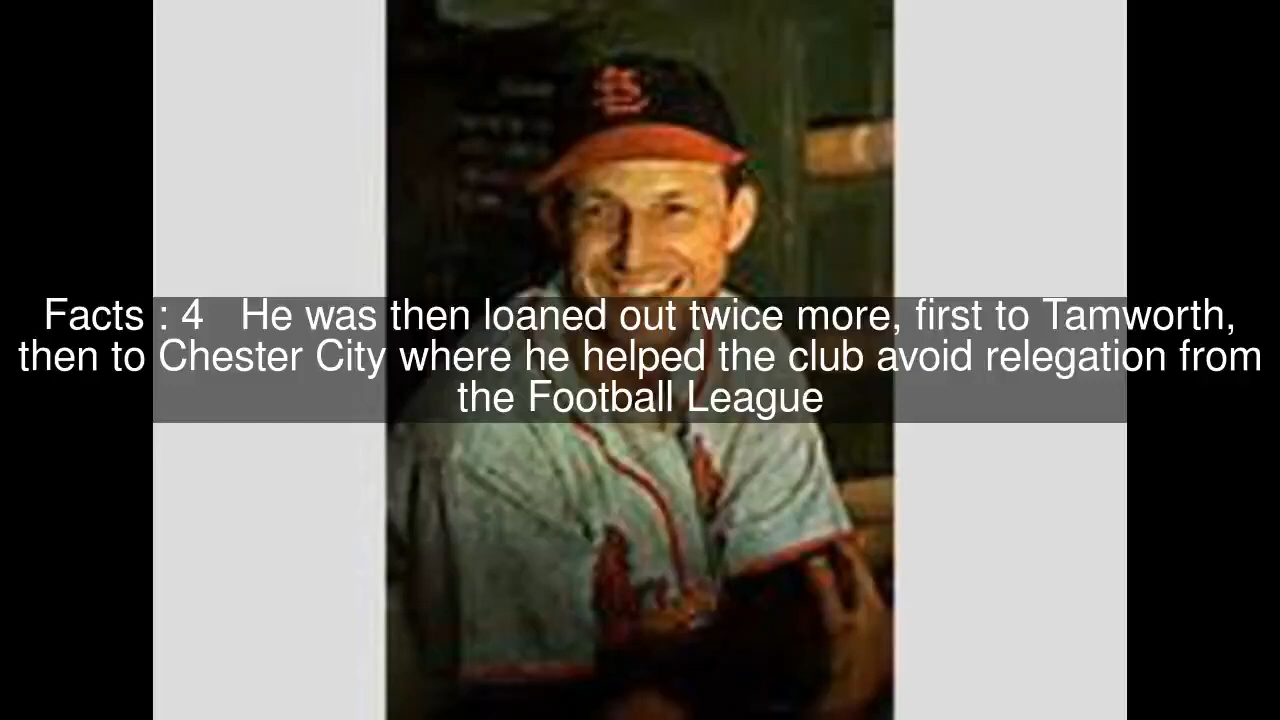 StL
Facts : 4 He was then loaned out twice more, first to Tamworth,
then to Chester City where he helped the club avoid relegation from
the Football League